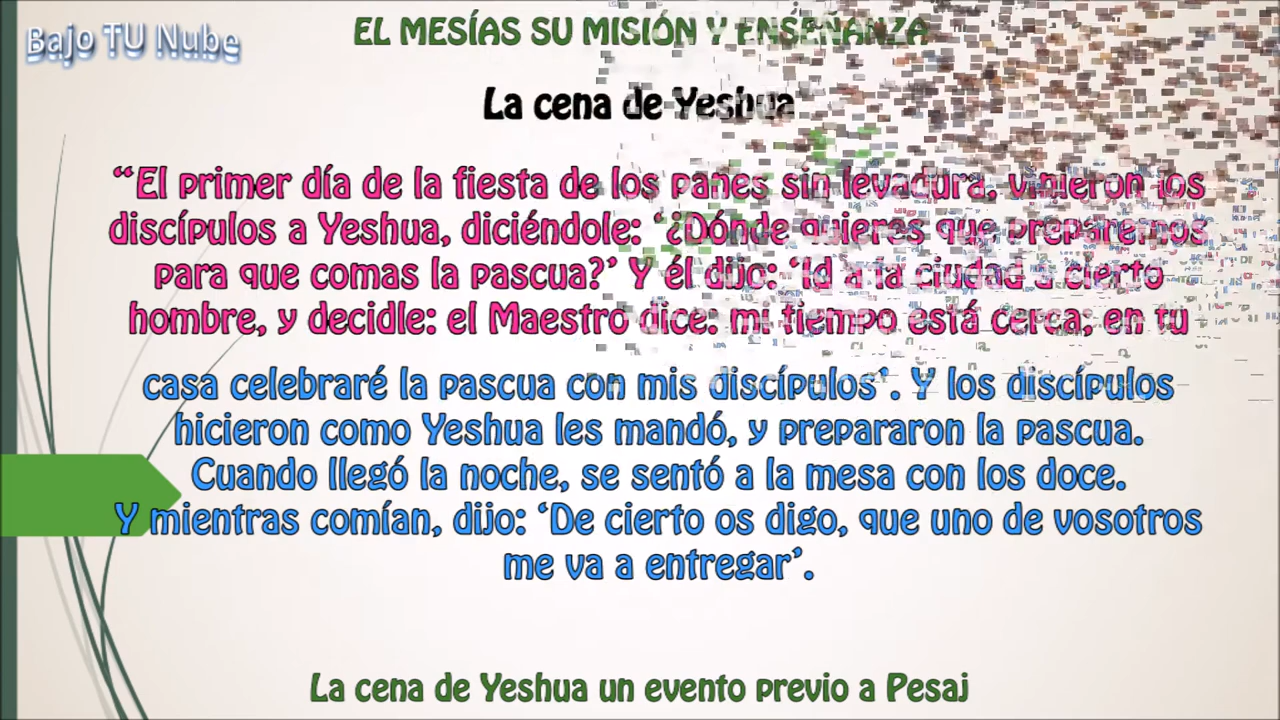 Bajo TU Nube
EL MESÍAS SU MISIÓN Y ENSEÑANZA
La cena de Yeshua
“El primer día de la fiesta de los panes sin levadura, vinieron los
discípulos a Yeshua, diciéndole: ‘¿Dónde quieres que preparemos
para que comas la pascua?’ Y él dijo: ‘Id a la ciudad a cierto
hombre, y decidle: el Maestro dice: mi tiempo está cerca; en tu
casa celebraré la pascua con mis discípulos’. Y los discípulos
hicieron como Yeshua les mandó, y prepararon la pascua.
Cuando llegó la noche, se sentó a la mesa con los doce.
Y mientras comían, dijo: ‘De cierto os digo, que uno de vosotros
me va a entregar’.
La cena de Yeshua un evento previo a Pesaj